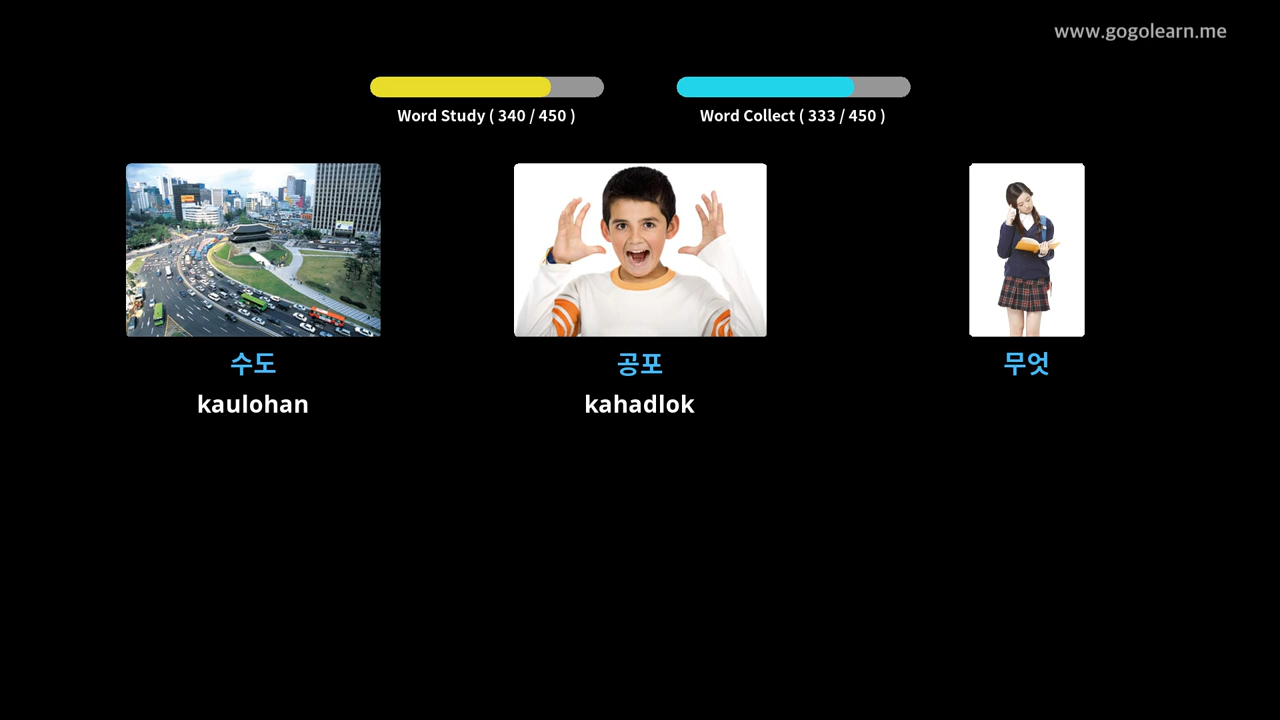 www.gogolearn.me
Word Study ( 340 / 450 )
Word Collect ( 333 / 450 )
수도
공포
무엇
kaulohan
kahadlok